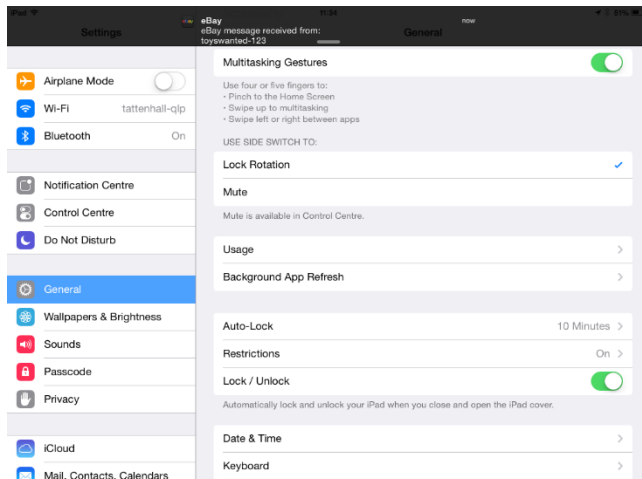 iPad
11:34
51%
eBay
now
eBay message received from:
toyswanted-123
Settings
General
Airplane Mode
Wi-Fi
tattenhall-qlp
Bluetooth
On
Notification Centre
Control Centre
Do Not Disturb
General
Wallpapers & Brightness
Sounds
Passcode
Privacy
iCloud
Mail, Contacts, Calendars
Multitasking Gestures
Use four or five fingers to:
• Pinch to the Home Screen
• Swipe up to multitasking
• Swipe left or right between apps
USE SIDE SWITCH TO:
Lock Rotation
Mute
Mute is available in Control Centre.
Usage
Background App Refresh
Auto-Lock
10 Minutes
Restrictions
On
Lock / Unlock
Automatically lock and unlock your iPad when you close and open the iPad cover.
Date & Time
Keyboard